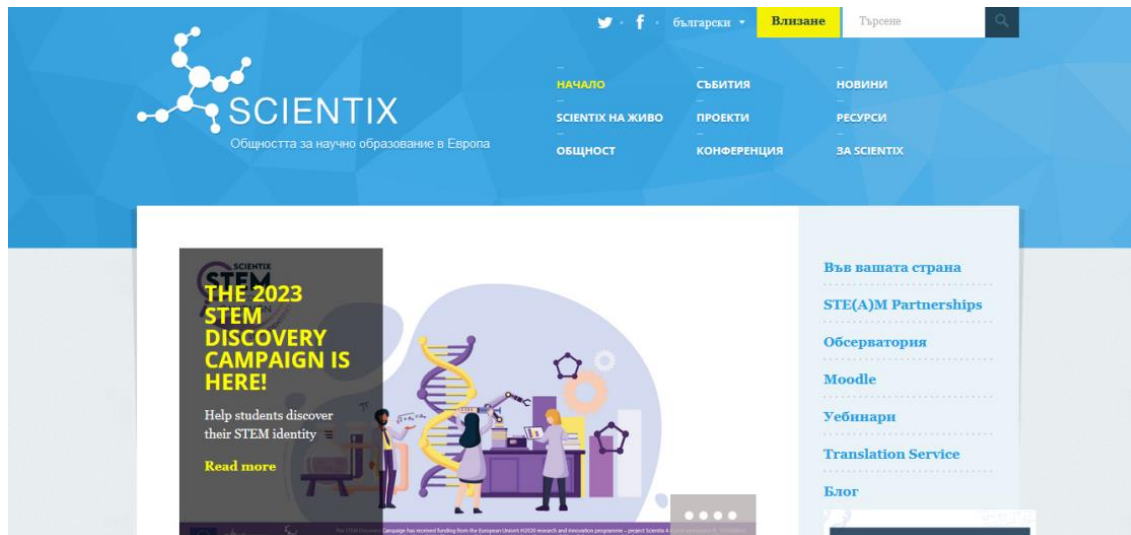 български
Влизане
Търсене
SCIENTIX
Общността за научно образование в Европа
НАЧАЛО
СЪБИТИЯ
НОВИНИ
SCIENTIX НА ЖИВО
ПРОЕКТИ
РЕСУРСИ
ОБЩНОСТ
КОНФЕРЕНЦИЯ
ЗА SCIENTIX
SCIENTIX
STEM
THE 2023
STEM
DISCOVERY
CAMPAIGN IS
HERE!
Help students discover
their STEM identity
Read more
Във вашата страна
STE(A)M Partnerships
Обсерватория
Moodle
Уебинари
Translation Service
Блог